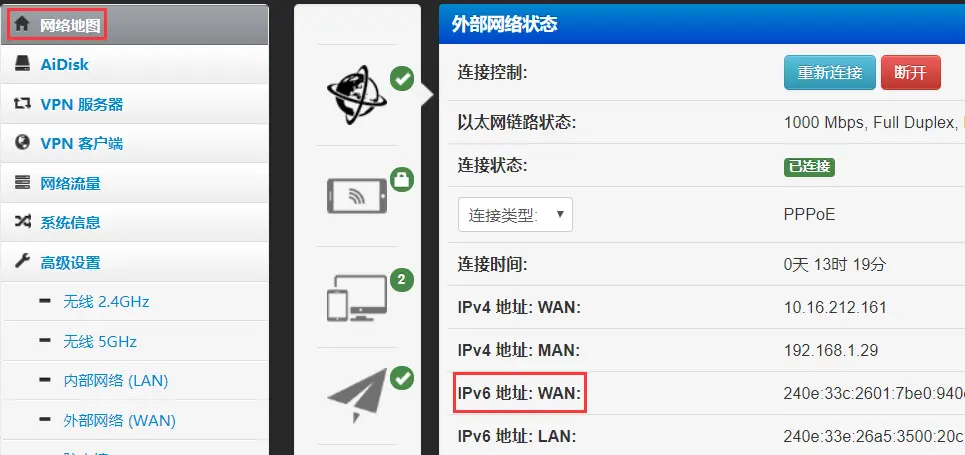 网络地图
AiDisk
VPN 服务器
VPN 客户端
网络流量
系统信息
高级设置
无线 2.4GHz
无线 5GHz
内部网络 (LAN)
外部网络 (WAN)
2
外部网络状态
连接控制: 重新连接 断开
以太网链路状态: 1000 Mbps, Full Duplex,
连接状态: 已连接
连接类型: PPPoE
连接时间: 0天 13时 19分
IPv4 地址: WAN: 10.16.212.161
IPv4 地址: MAN: 192.168.1.29
IPv6 地址: WAN: 240e:33c:2601:7be0:940
IPv6 地址: LAN: 240e:33e:26a5:3500:20c